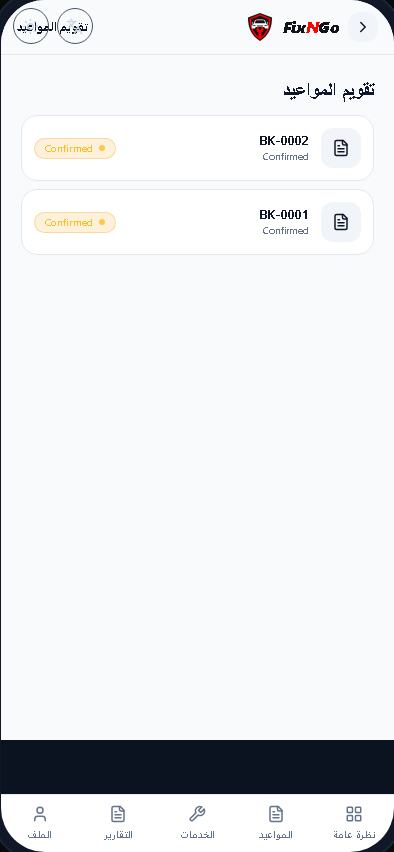 FixNGo
تقويم المواعيد
تقويم المواعيد
BK-0002
Confirmed
Confirmed
BK-0001
Confirmed
Confirmed
نظرة عامة
المواعيد
الخدمات
التقارير
الملف